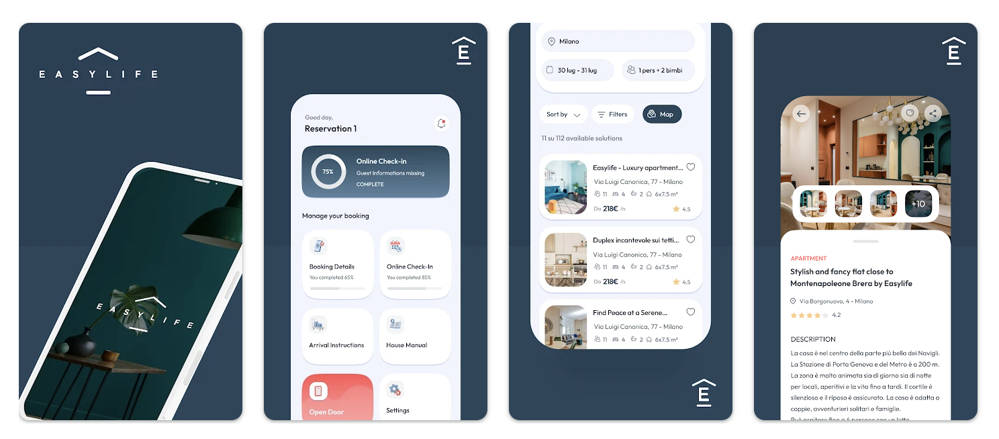 EASYLIFE
EASYLIFE
E
Good day,
Reservation 1
75%
Online Check-in
Guest Informations missing
COMPLETE
Manage your booking
Booking Details
You completed 65%
Online Check-In
You completed 85%
Arrival Instructions
House Manual
Open Door
Settings
Milano
30 lug - 31 lug
1 pers + 2 bimbi
Sort by
Filters
Map
11 su 112 available solutions
Easylife - Luxury apartment...
Via Luigi Canonica, 77 - Milano
11 4 2 6x7.5 m²
Da 218€ /n
4.5
Duplex incantevole sui tetti...
Via Luigi Canonica, 77 - Milano
11 4 2 6x7.5 m²
Da 218€ /n
4.5
Find Peace at a Serene...
Via Luigi Canonica, 77 - Milano
11 4 2 6x7.5 m²
E
E
+10
APARTMENT
Stylish and fancy flat close to
Montenapoleone Brera by Easylife
Via Borgonuovo, 4 - Milano
4.2
DESCRIPTION
La casa è nel centro della parte più bella dei Navigli.
La Stazione di Porta Genova e del Metro è a 200 m.
La zona è molto animata sia di giorno sia di notte
per locali, aperitivi e la vita fino a tardi. Il cortile è
silenzioso e il riposo è assicurato. La casa è adatta a
coppie, avventurieri solitari e famiglie.
Può ospitare fino a 4 persone con un letto